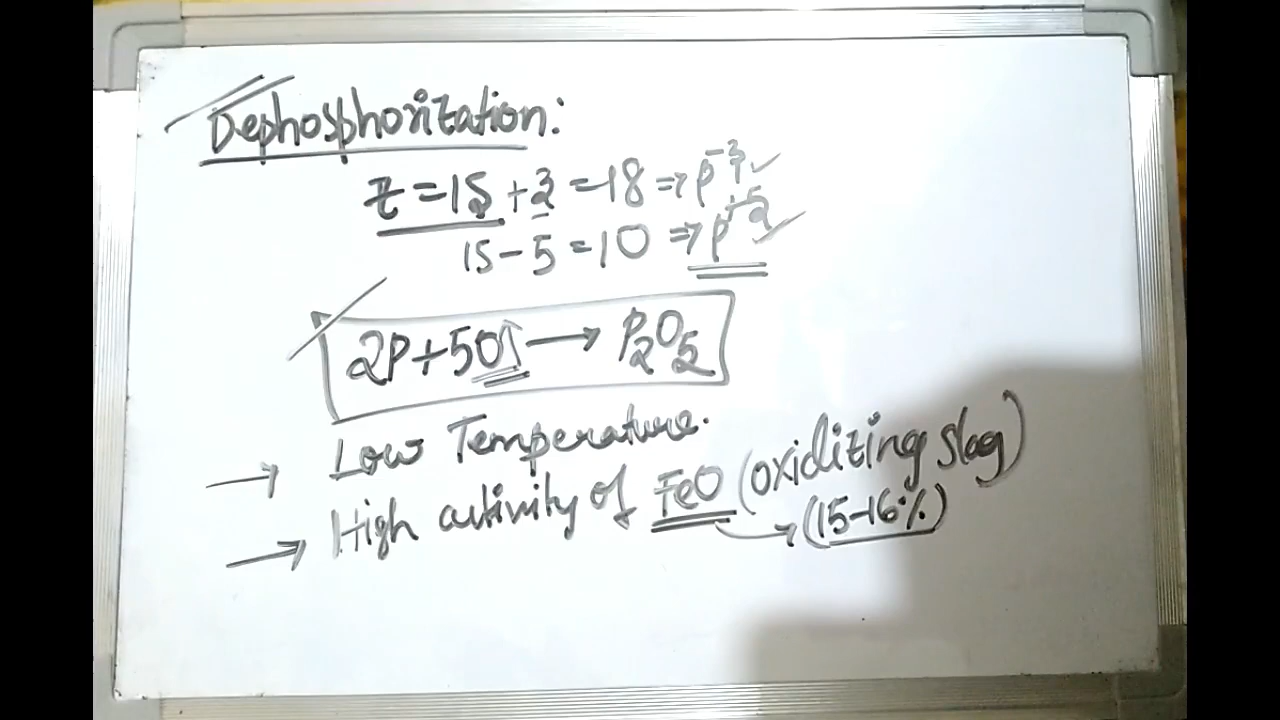 Dephosphorization:
Z = 15 + 3 = 18 ⇒ P⁻³ ✓
15 - 5 = 10 ⇒ P⁺⁵ ✓
2P + 5O → P₂O₅
→ Low Temperature.
→ High activity of FeO (oxidizing slag)
→ (15-16%)